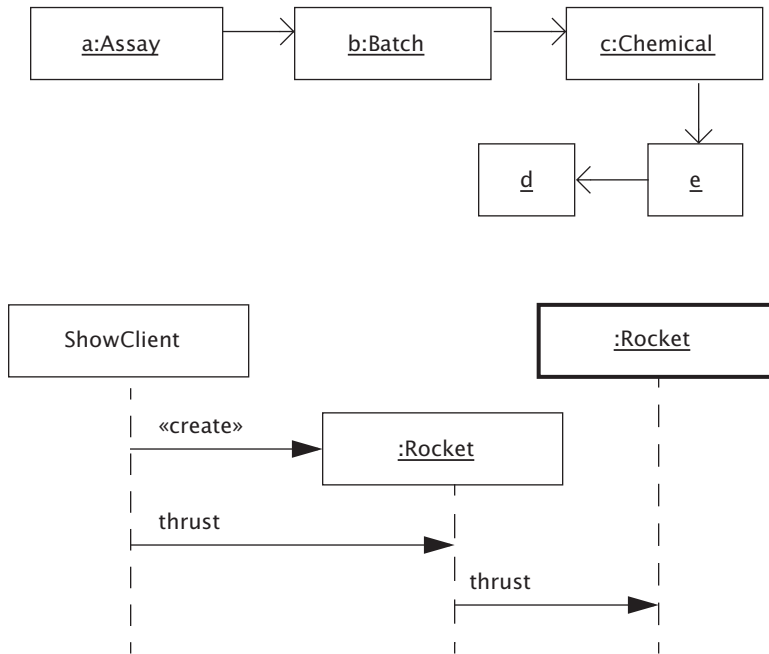 a:Assay
b:Batch
c:Chemical
d
e
ShowClient
:Rocket
«create»
:Rocket
thrust
thrust